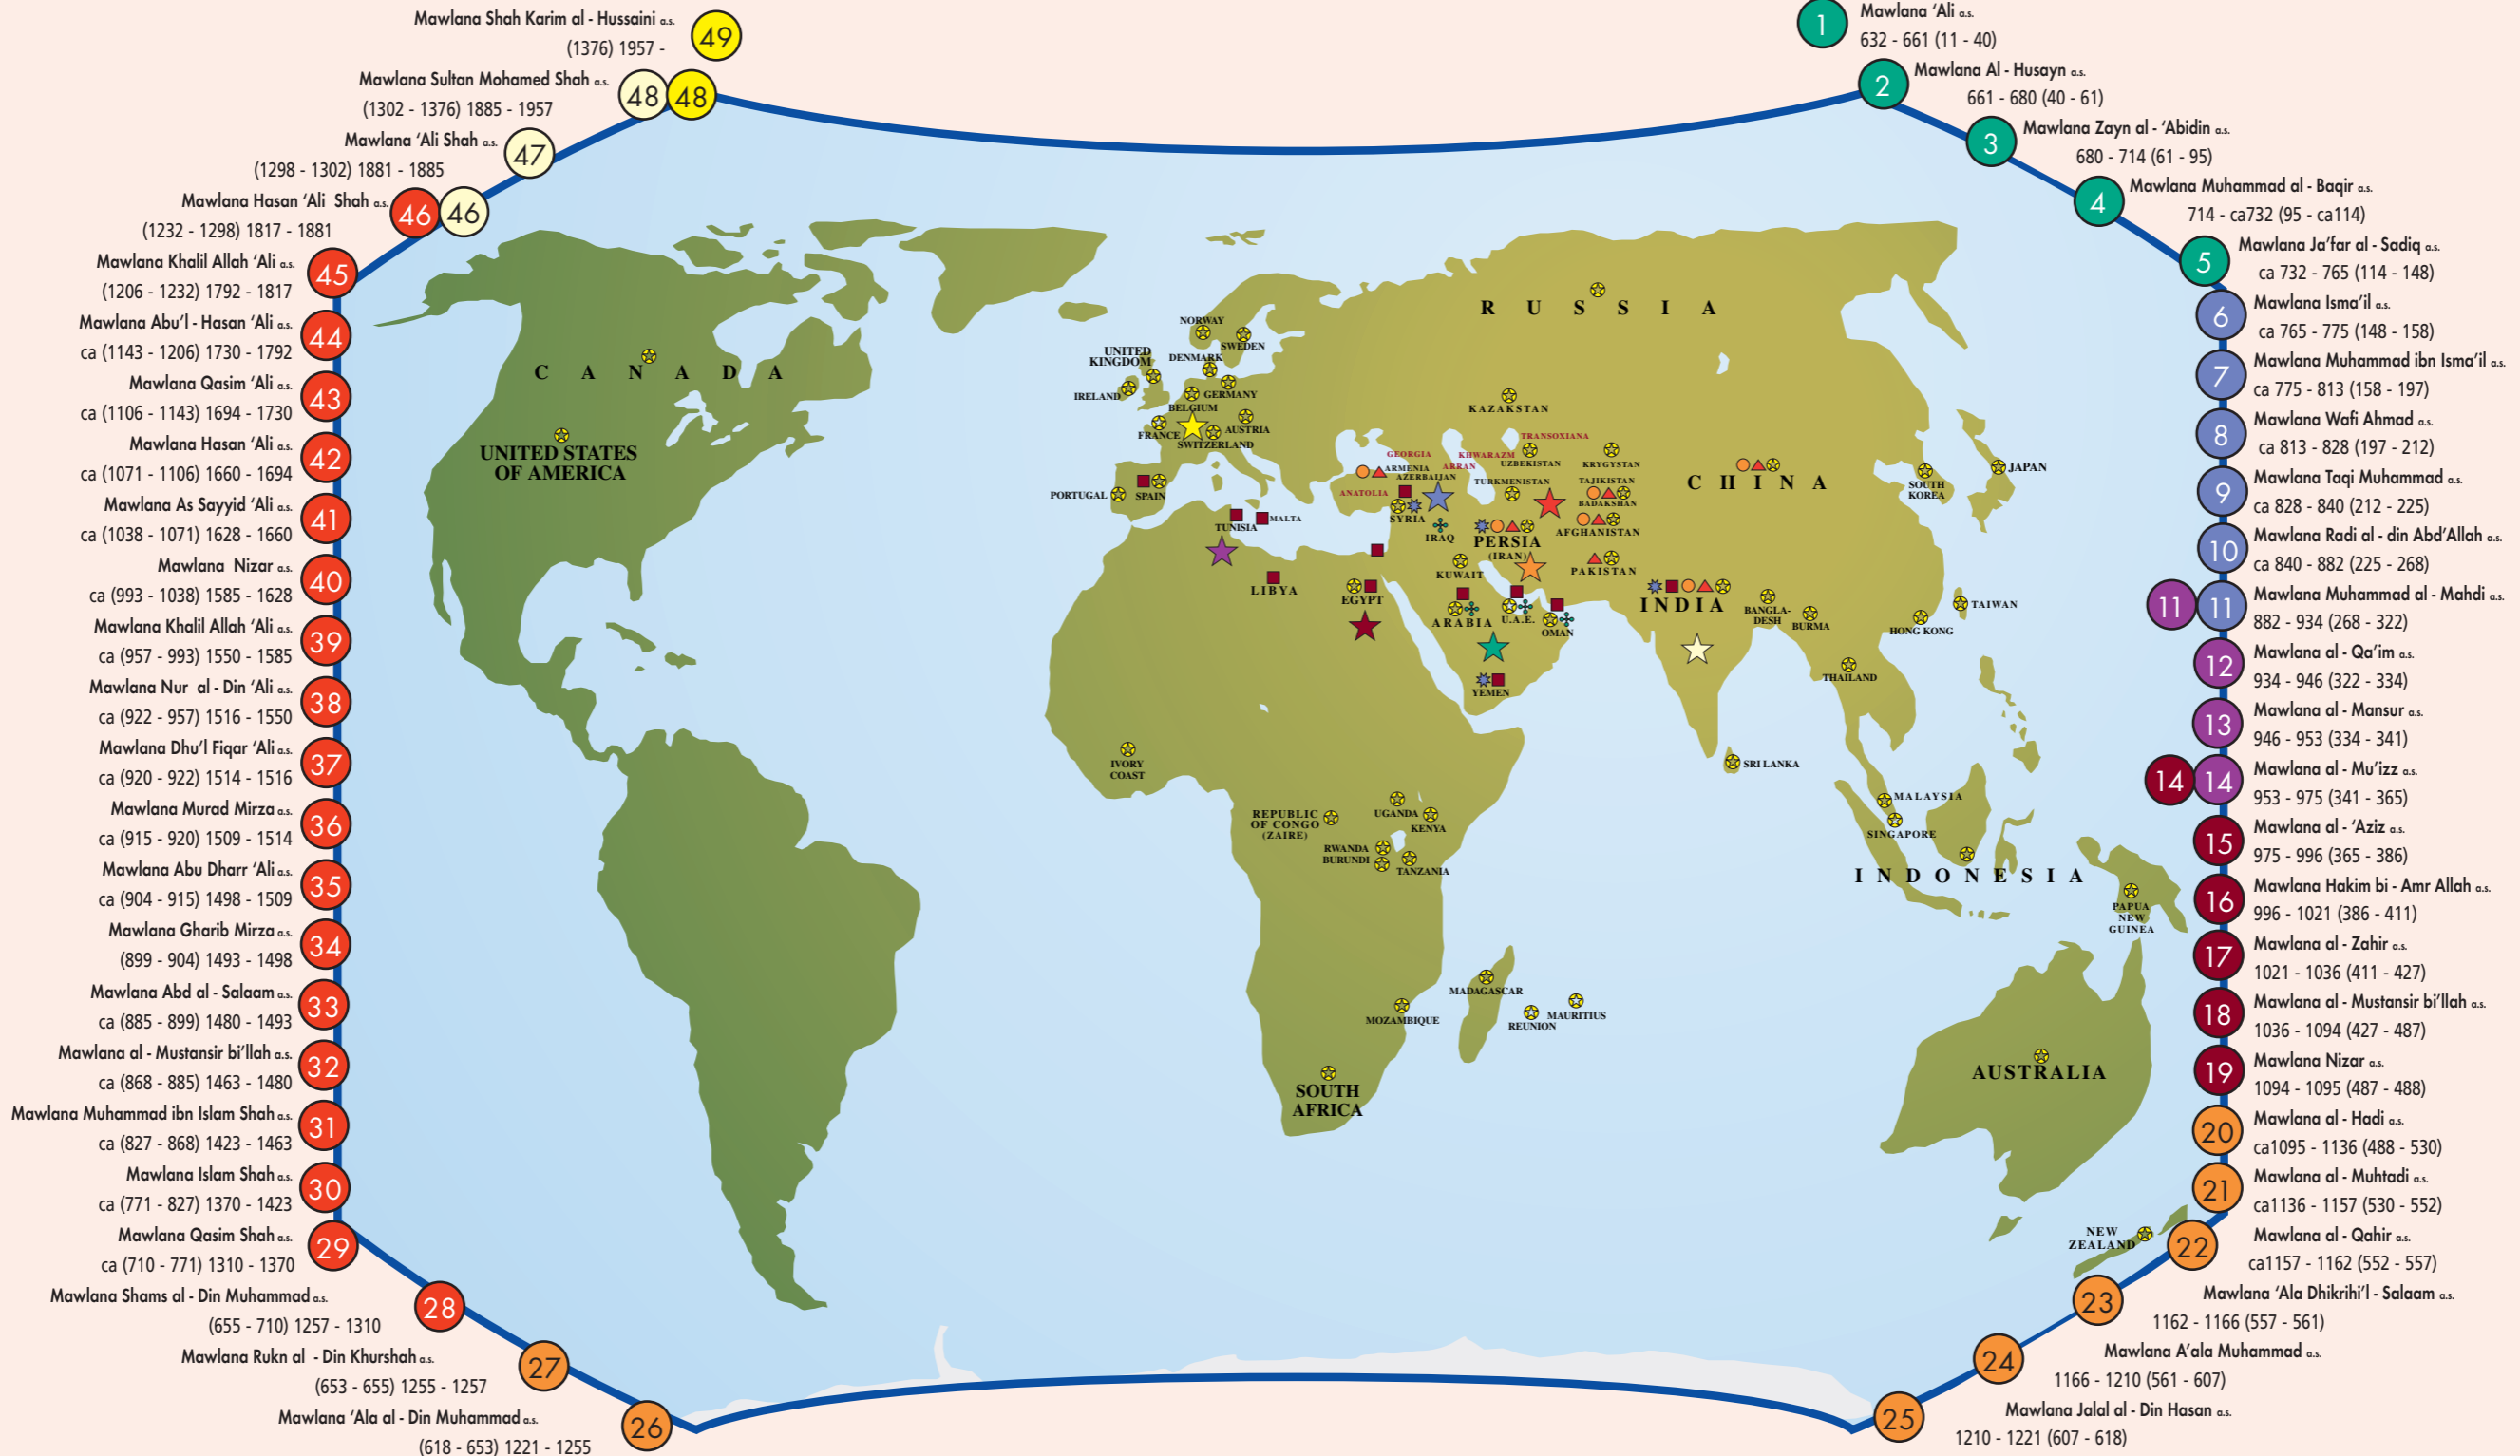 Mawlana Shah Karim al - Hussaini a.s.
(1376) 1957 -
49
Mawlana Sultan Mohamed Shah a.s.
(1302 - 1376) 1885 - 1957
48 48
Mawlana ‘Ali Shah a.s.
(1298 - 1302) 1881 - 1885
47
Mawlana Hasan ‘Ali Shah a.s.
(1232 - 1298) 1817 - 1881
46 46
Mawlana Khalil Allah ‘Ali a.s.
(1206 - 1232) 1792 - 1817
45
Mawlana Abu’l - Hasan ‘Ali a.s.
ca (1143 - 1206) 1730 - 1792
44
Mawlana Qasim ‘Ali a.s.
ca (1106 - 1143) 1694 - 1730
43
Mawlana Hasan ‘Ali a.s.
ca (1071 - 1106) 1660 - 1694
42
Mawlana As Sayyid ‘Ali a.s.
ca (1038 - 1071) 1628 - 1660
41
Mawlana Nizar a.s.
ca (993 - 1038) 1585 - 1628
40
Mawlana Khalil Allah ‘Ali a.s.
ca (957 - 993) 1550 - 1585
39
Mawlana Nur al - Din ‘Ali a.s.
ca (922 - 957) 1516 - 1550
38
Mawlana Dhu’l Fiqar ‘Ali a.s.
ca (920 - 922) 1514 - 1516
37
Mawlana Murad Mirza a.s.
ca (915 - 920) 1509 - 1514
36
Mawlana Abu Dharr ‘Ali a.s.
ca (904 - 915) 1498 - 1509
35
Mawlana Gharib Mirza a.s.
(899 - 904) 1493 - 1498
34
Mawlana Abd al - Salaam a.s.
ca (885 - 899) 1480 - 1493
33
Mawlana al - Mustansir bi’llah a.s.
ca (868 - 885) 1463 - 1480
32
Mawlana Muhammad ibn Islam Shah a.s.
ca (827 - 868) 1423 - 1463
31
Mawlana Islam Shah a.s.
ca (771 - 827) 1370 - 1423
30
Mawlana Qasim Shah a.s.
ca (710 - 771) 1310 - 1370
29
Mawlana Shams al - Din Muhammad a.s.
(655 - 710) 1257 - 1310
28
Mawlana Rukn al - Din Khurshah a.s.
(653 - 655) 1255 - 1257
27
Mawlana ‘Ala al - Din Muhammad a.s.
(618 - 653) 1221 - 1255
26
CANADA
UNITED STATES
OF AMERICA
RUSSIA
NORWAY
SWEDEN
UNITED
KINGDOM
DENMARK
IRELAND
GERMANY
BELGIUM
FRANCE
AUSTRIA
SWITZERLAND
PORTUGAL
SPAIN
KAZAKSTAN
TRANSOXIANA
GEORGIA
KHWARAZM
UZBEKISTAN
KRYGYSTAN
ARMENIA
ARRAN
AZERBAIJAN
TURKMENISTAN
TAJIKISTAN
ANATOLIA
BADAKSHAN
CHINA
SOUTH
KOREA
JAPAN
TUNISIA
MALTA
SYRIA
IRAQ
PERSIA
(IRAN)
AFGHANISTAN
KUWAIT
PAKISTAN
LIBYA
EGYPT
ARABIA
U.A.E.
OMAN
INDIA
BANGLA-
DESH
BURMA
HONG KONG
TAIWAN
THAILAND
YEMEN
SRI LANKA
IVORY
COAST
REPUBLIC
OF CONGO
(ZAIRE)
UGANDA
KENYA
RWANDA
BURUNDI
TANZANIA
MALAYSIA
SINGAPORE
INDONESIA
PAPUA
NEW
GUINEA
MADAGASCAR
MOZAMBIQUE
REUNION
MAURITIUS
SOUTH
AFRICA
AUSTRALIA
NEW
ZEALAND
1
Mawlana ‘Ali a.s.
632 - 661 (11 - 40)
2
Mawlana Al - Husayn a.s.
661 - 680 (40 - 61)
3
Mawlana Zayn al - ‘Abidin a.s.
680 - 714 (61 - 95)
4
Mawlana Muhammad al - Baqir a.s.
714 - ca732 (95 - ca114)
5
Mawlana Ja’far al - Sadiq a.s.
ca 732 - 765 (114 - 148)
6
Mawlana Isma’il a.s.
ca 765 - 775 (148 - 158)
7
Mawlana Muhammad ibn Isma’il a.s.
ca 775 - 813 (158 - 197)
8
Mawlana Wafi Ahmad a.s.
ca 813 - 828 (197 - 212)
9
Mawlana Taqi Muhammad a.s.
ca 828 - 840 (212 - 225)
10
Mawlana Radi al - din Abd’Allah a.s.
ca 840 - 882 (225 - 268)
11 11
Mawlana Muhammad al - Mahdi a.s.
882 - 934 (268 - 322)
12
Mawlana al - Qa’im a.s.
934 - 946 (322 - 334)
13
Mawlana al - Mansur a.s.
946 - 953 (334 - 341)
14 14
Mawlana al - Mu’izz a.s.
953 - 975 (341 - 365)
15
Mawlana al - ‘Aziz a.s.
975 - 996 (365 - 386)
16
Mawlana Hakim bi - Amr Allah a.s.
996 - 1021 (386 - 411)
17
Mawlana al - Zahir a.s.
1021 - 1036 (411 - 427)
18
Mawlana al - Mustansir bi’llah a.s.
1036 - 1094 (427 - 487)
19
Mawlana Nizar a.s.
1094 - 1095 (487 - 488)
20
Mawlana al - Hadi a.s.
ca1095 - 1136 (488 - 530)
21
Mawlana al - Muhtadi a.s.
ca1136 - 1157 (530 - 552)
22
Mawlana al - Qahir a.s.
ca1157 - 1162 (552 - 557)
23
Mawlana ‘Ala Dhikrihi’l - Salaam a.s.
1162 - 1166 (557 - 561)
24
Mawlana A’ala Muhammad a.s.
1166 - 1210 (561 - 607)
25
Mawlana Jalal al - Din Hasan a.s.
1210 - 1221 (607 - 618)